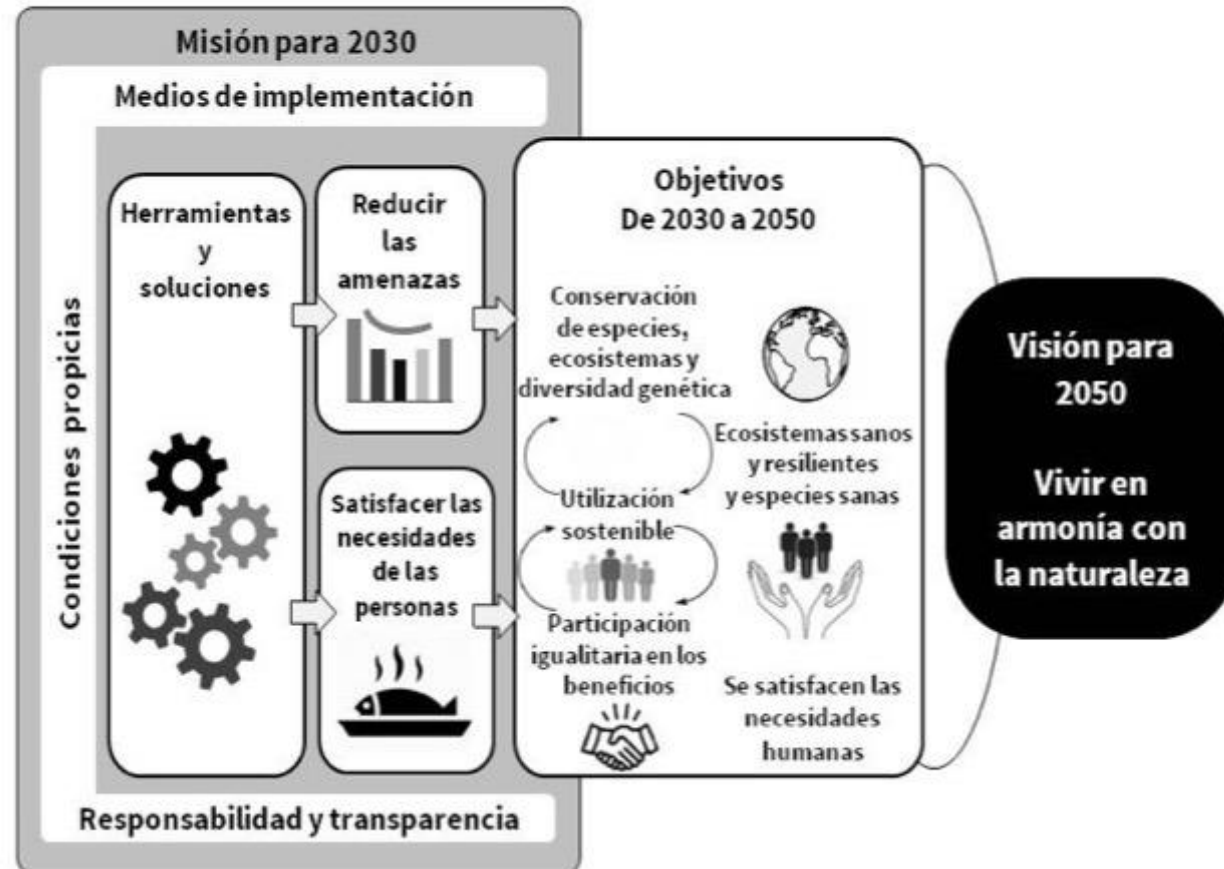 Misión para 2030
Medios de implementación
Condiciones propicias
Herramientas
y
soluciones
Reducir
las
amenazas
Satisfacer las
necesidades
de las
personas
Responsabilidad y transparencia
Objetivos
De 2030 a 2050
Conservación
de especies,
ecosistemas y
diversidad genética
Utilización
sostenible
Participación
igualitaria en los
beneficios
Ecosistemas sanos
y resilientes
y especies sanas
Se satisfacen las
necesidades
humanas
Visión para
2050
Vivir en
armonía con
la naturaleza